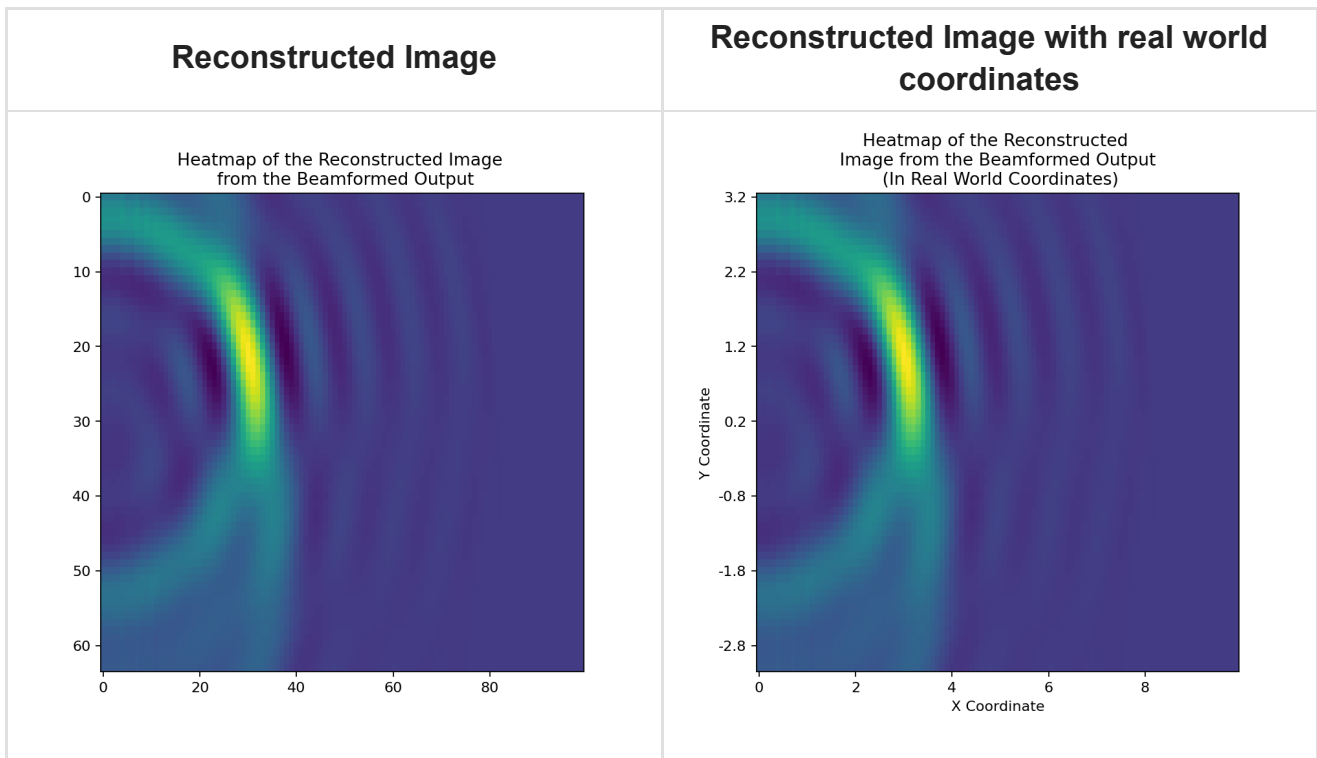 Reconstructed Image
Reconstructed Image with real world
coordinates
Heatmap of the Reconstructed Image
from the Beamformed Output
0
10
20
30
40
50
60
0 20 40 60 80
Heatmap of the Reconstructed
Image from the Beamformed Output
(In Real World Coordinates)
3.2
2.2
1.2
0.2
-0.8
-1.8
-2.8
Y Coordinate
0 2 4 6 8
X Coordinate